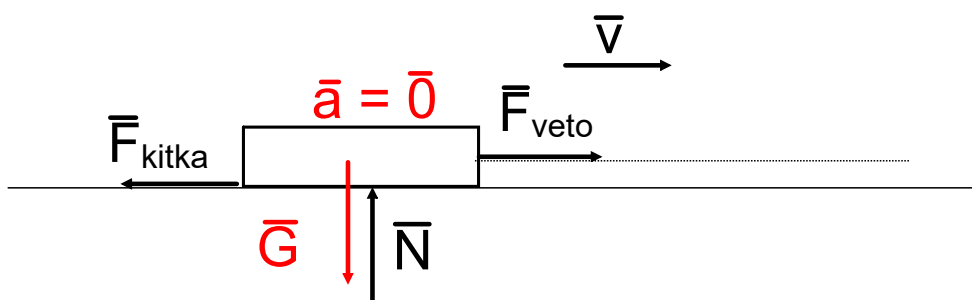 v̅
a̅ = 0̅
F̅veto
F̅kitka
G̅
N̅